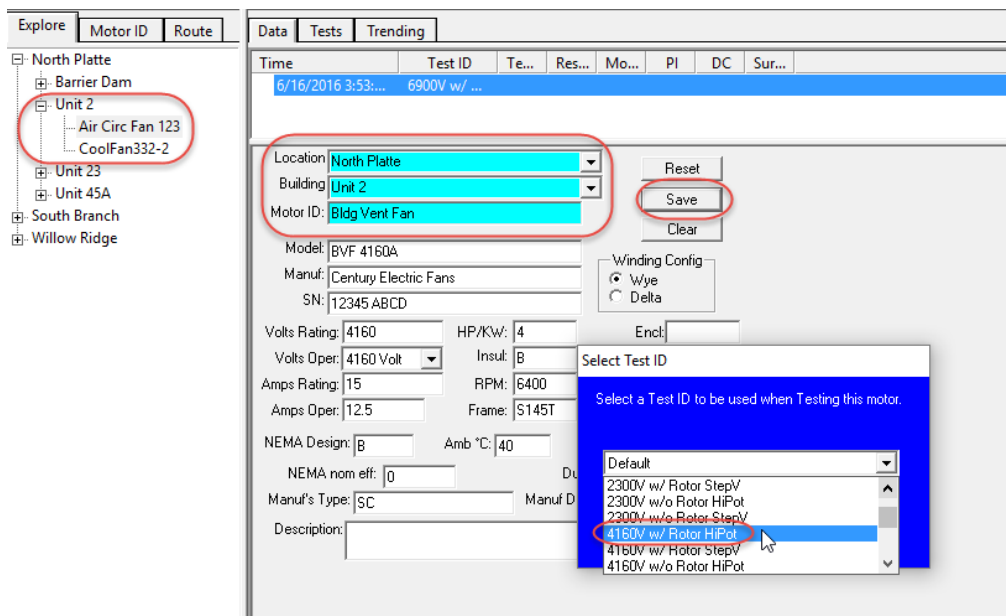 Explore Motor ID Route
North Platte
Barrier Dam
Unit 2
Air Circ Fan 123
CoolFan332-2
Unit 23
Unit 45A
South Branch
Willow Ridge
Data Tests Trending
Time Test ID Te... Res... Mo... PI DC Sur...
6/16/2016 3:53:... 6900V w/ ...
Location North Platte
Building Unit 2
Motor ID: Bldg Vent Fan
Reset
Save
Clear
Model: BVF 4160A
Manuf: Century Electric Fans
SN: 12345 ABCD
Winding Config
Wye
Delta
Volts Rating: 4160 HP/KW: 4 Encl:
Volts Oper: 4160 Volt Insul: B
Amps Rating: 15 RPM: 6400
Amps Oper: 12.5 Frame: S145T
NEMA Design: B Amb °C: 40
NEMA nom eff: 0 Du
Manuf's Type: SC Manuf D
Description:
Select Test ID
Select a Test ID to be used when Testing this motor.
Default
2300V w/ Rotor StepV
2300V w/o Rotor HiPot
2300V w/o Rotor StepV
4160V w/ Rotor HiPot
4160V w/ Rotor StepV
4160V w/o Rotor HiPot